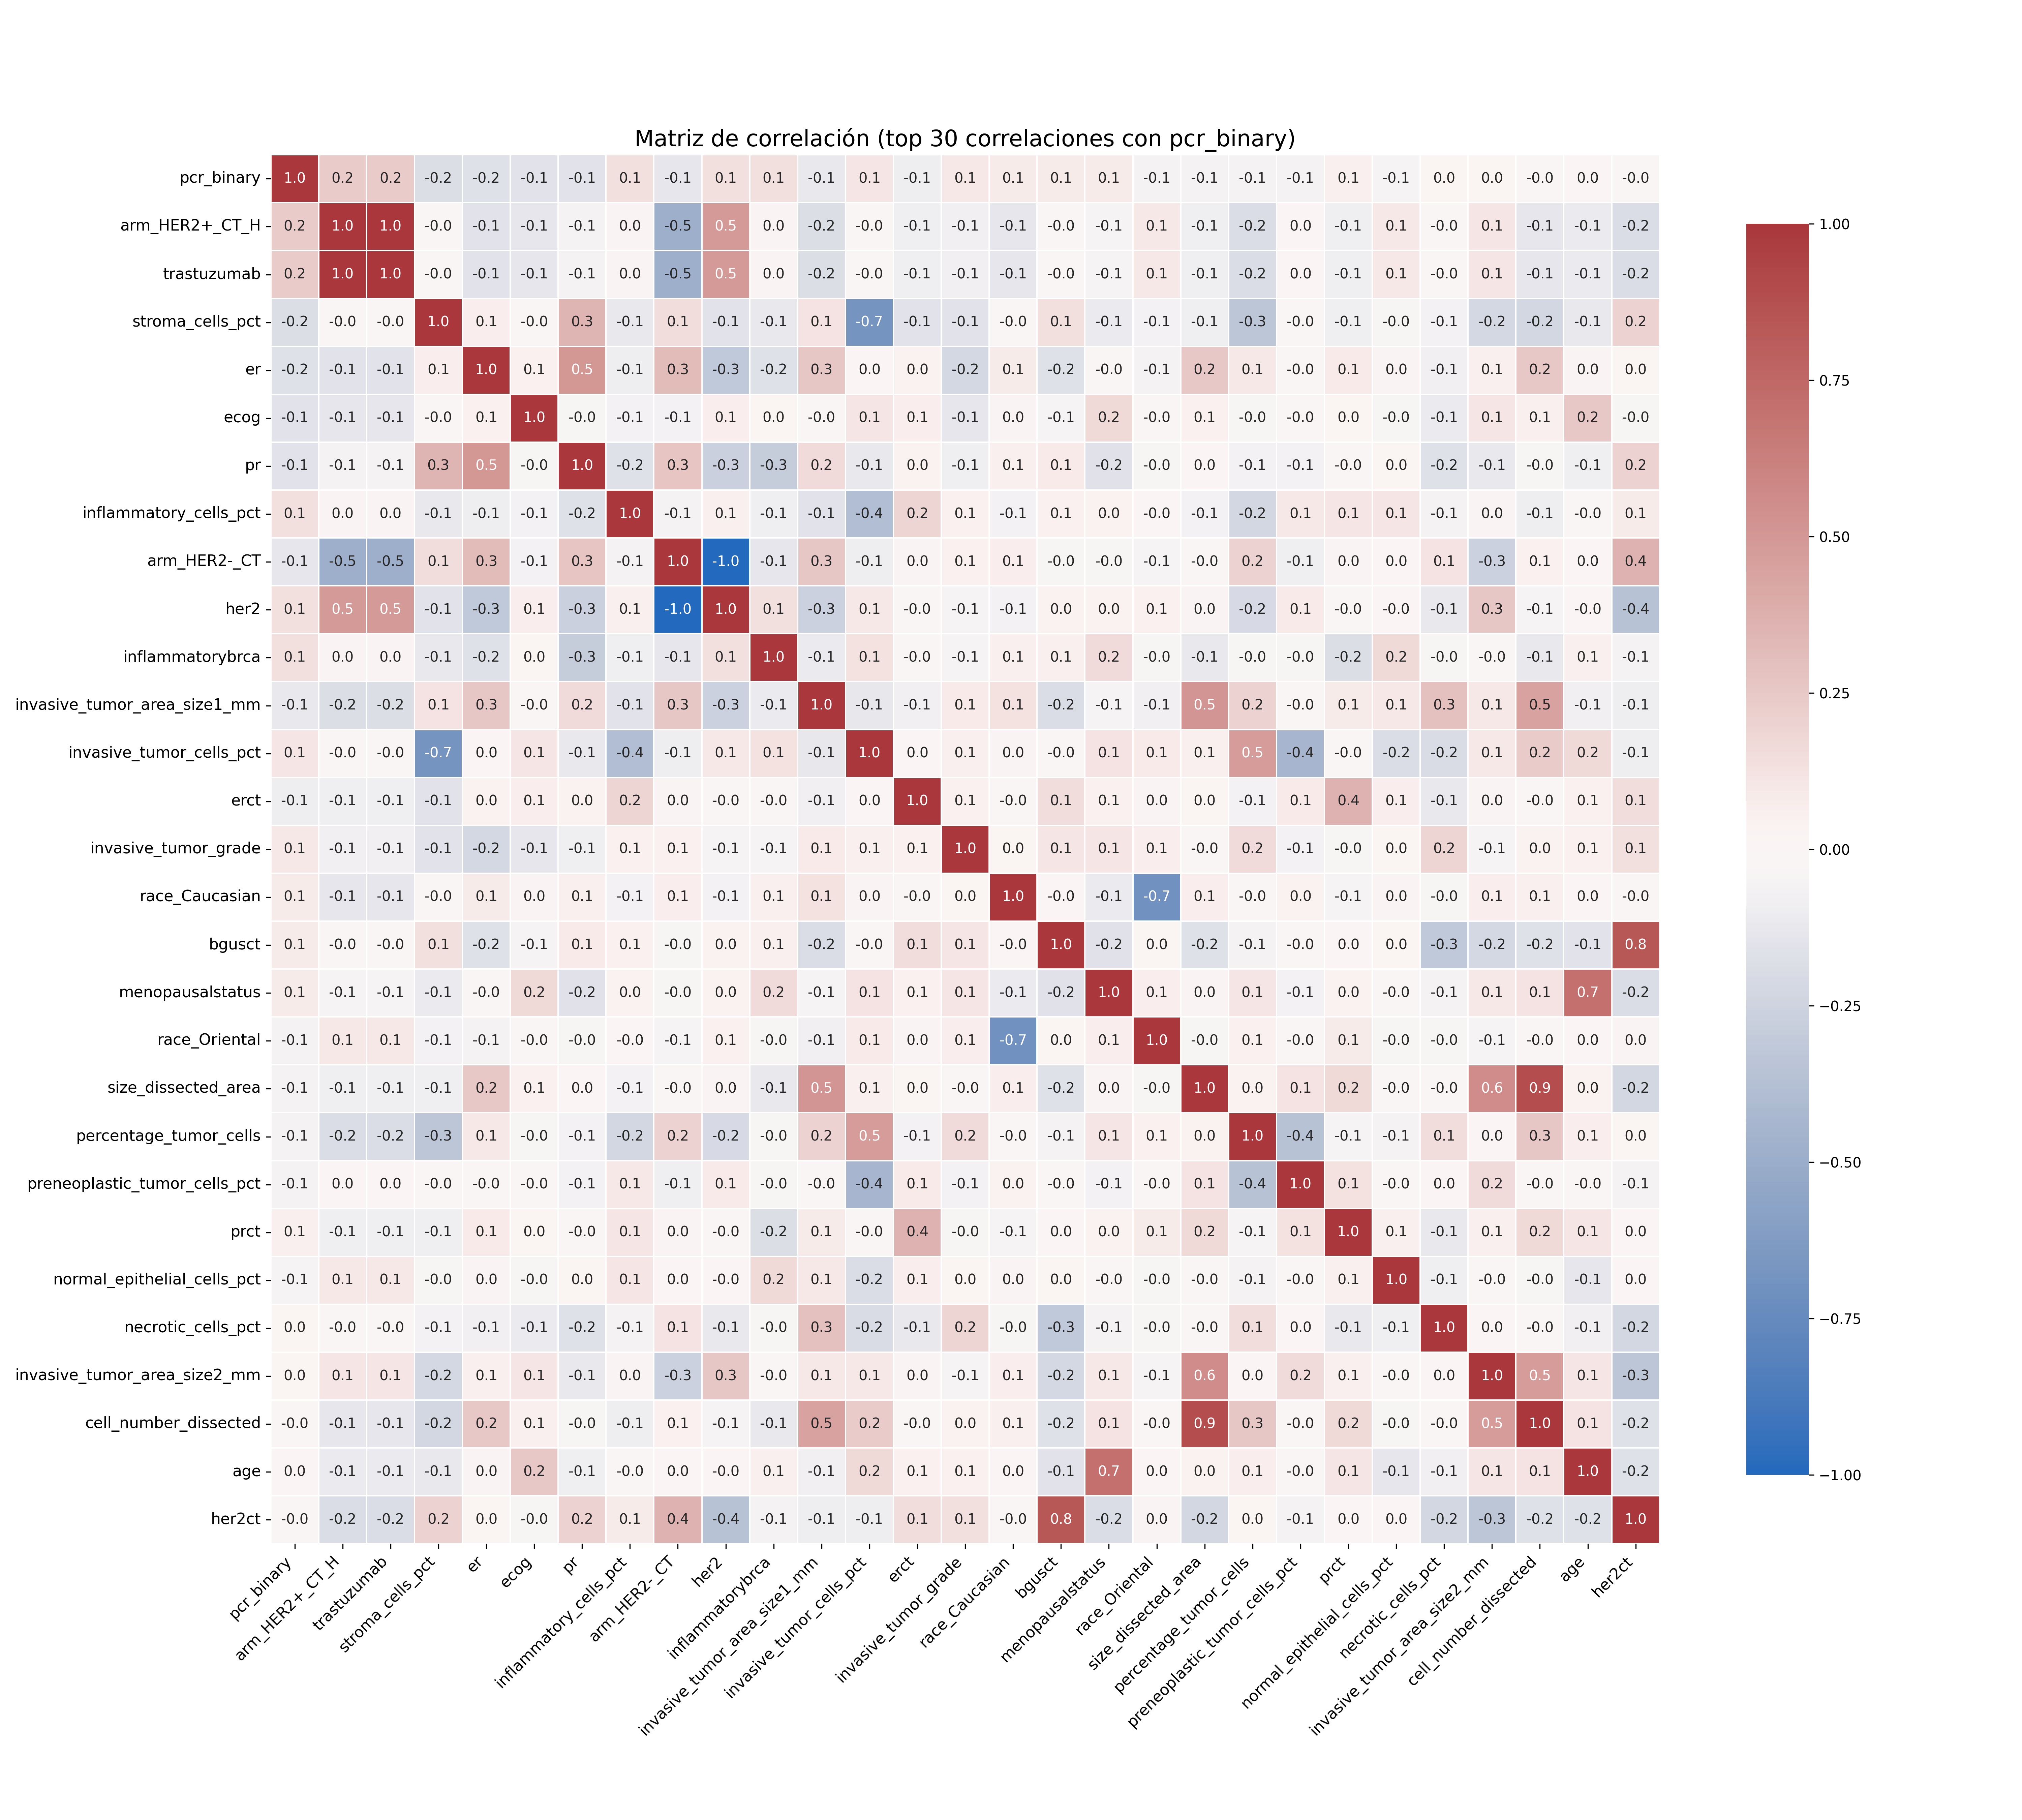 Matriz de correlación (top 30 correlaciones con pcr_binary)
pcr_binary 1.0 0.2 0.2 -0.2 -0.2 -0.1 -0.1 0.1 -0.1 0.1 0.1 -0.1 0.1 -0.1 0.1 0.1 0.1 0.1 -0.1 -0.1 -0.1 -0.1 0.1 -0.1 0.0 0.0 -0.0 0.0 -0.0
arm_HER2+_CT_H 0.2 1.0 1.0 -0.0 -0.1 -0.1 -0.1 0.0 -0.5 0.5 0.0 -0.2 -0.0 -0.1 -0.1 -0.1 -0.0 -0.1 0.1 -0.1 -0.2 0.0 -0.1 0.1 -0.0 0.1 -0.1 -0.1 -0.2
trastuzumab 0.2 1.0 1.0 -0.0 -0.1 -0.1 -0.1 0.0 -0.5 0.5 0.0 -0.2 -0.0 -0.1 -0.1 -0.1 -0.0 -0.1 0.1 -0.1 -0.2 0.0 -0.1 0.1 -0.0 0.1 -0.1 -0.1 -0.2
stroma_cells_pct -0.2 -0.0 -0.0 1.0 0.1 -0.0 0.3 -0.1 0.1 -0.1 -0.1 0.1 -0.7 -0.1 -0.1 -0.0 0.1 -0.1 -0.1 -0.1 -0.3 -0.0 -0.1 -0.0 -0.1 -0.2 -0.2 -0.1 0.2
er -0.2 -0.1 -0.1 0.1 1.0 0.1 0.5 -0.1 0.3 -0.3 -0.2 0.3 0.0 0.0 -0.2 0.1 -0.2 -0.0 -0.1 0.2 0.1 -0.0 0.1 0.0 -0.1 0.1 0.2 0.0 0.0
ecog -0.1 -0.1 -0.1 -0.0 0.1 1.0 -0.0 -0.1 -0.1 0.1 0.0 -0.0 0.1 0.1 -0.1 0.0 -0.1 0.2 -0.0 0.1 -0.0 -0.0 0.0 -0.0 -0.1 0.1 0.1 0.2 -0.0
pr -0.1 -0.1 -0.1 0.3 0.5 -0.0 1.0 -0.2 0.3 -0.3 -0.3 0.2 -0.1 0.0 -0.1 0.1 0.1 -0.2 -0.0 0.0 -0.1 -0.1 -0.0 0.0 -0.2 -0.1 -0.0 -0.1 0.2
inflammatory_cells_pct 0.1 0.0 0.0 -0.1 -0.1 -0.1 -0.2 1.0 -0.1 0.1 -0.1 -0.1 -0.4 0.2 0.1 -0.1 0.1 0.0 -0.0 -0.1 -0.2 0.1 0.1 0.1 -0.1 0.0 -0.1 -0.0 0.1
arm_HER2-_CT -0.1 -0.5 -0.5 0.1 0.3 -0.1 0.3 -0.1 1.0 -1.0 -0.1 0.3 -0.1 0.0 0.1 0.1 -0.0 -0.0 -0.1 -0.0 0.2 -0.1 0.0 0.0 0.1 -0.3 0.1 0.0 0.4
her2 0.1 0.5 0.5 -0.1 -0.3 0.1 -0.3 0.1 -1.0 1.0 0.1 -0.3 0.1 -0.0 -0.1 -0.1 0.0 0.0 0.1 0.0 -0.2 0.1 -0.0 -0.0 -0.1 0.3 -0.1 -0.0 -0.4
inflammatorybrca 0.1 0.0 0.0 -0.1 -0.2 0.0 -0.3 -0.1 -0.1 0.1 1.0 -0.1 0.1 -0.0 -0.1 0.1 0.1 0.2 -0.0 -0.1 -0.0 -0.0 -0.2 0.2 -0.0 -0.0 -0.1 0.1 -0.1
invasive_tumor_area_size1_mm -0.1 -0.2 -0.2 0.1 0.3 -0.0 0.2 -0.1 0.3 -0.3 -0.1 1.0 -0.1 -0.1 0.1 0.1 -0.2 -0.1 -0.1 0.5 0.2 -0.0 0.1 0.1 0.3 0.1 0.5 -0.1 -0.1
invasive_tumor_cells_pct 0.1 -0.0 -0.0 -0.7 0.0 0.1 -0.1 -0.4 -0.1 0.1 0.1 -0.1 1.0 0.0 0.1 0.0 -0.0 0.1 0.1 0.1 0.5 -0.4 -0.0 -0.2 -0.2 0.1 0.2 0.2 -0.1
erct -0.1 -0.1 -0.1 -0.1 0.0 0.1 0.0 0.2 0.0 -0.0 -0.0 -0.1 0.0 1.0 0.1 -0.0 0.1 0.1 0.0 0.0 -0.1 0.1 0.4 0.1 -0.1 0.0 -0.0 0.1 0.1
invasive_tumor_grade 0.1 -0.1 -0.1 -0.1 -0.2 -0.1 -0.1 0.1 0.1 -0.1 -0.1 0.1 0.1 0.1 1.0 0.0 0.1 0.1 0.1 -0.0 0.2 -0.1 -0.0 0.0 0.2 -0.1 0.0 0.1 0.1
race_Caucasian 0.1 -0.1 -0.1 -0.0 0.1 0.0 0.1 -0.1 0.1 -0.1 0.1 0.1 0.0 -0.0 0.0 1.0 -0.0 -0.1 -0.7 0.1 -0.0 0.0 -0.1 0.0 -0.0 0.1 0.1 0.0 -0.0
bgusct 0.1 -0.0 -0.0 0.1 -0.2 -0.1 0.1 0.1 -0.0 0.0 0.1 -0.2 -0.0 0.1 0.1 -0.0 1.0 -0.2 0.0 -0.2 -0.1 -0.0 0.0 0.0 -0.3 -0.2 -0.2 -0.1 0.8
menopausalstatus 0.1 -0.1 -0.1 -0.1 -0.0 0.2 -0.2 0.0 -0.0 0.0 0.2 -0.1 0.1 0.1 0.1 -0.1 -0.2 1.0 0.1 0.0 0.1 -0.1 0.0 -0.0 -0.1 0.1 0.1 0.7 -0.2
race_Oriental -0.1 0.1 0.1 -0.1 -0.1 -0.0 -0.0 -0.0 -0.1 0.1 -0.0 -0.1 0.1 0.0 0.1 -0.7 0.0 0.1 1.0 -0.0 0.1 -0.0 0.1 -0.0 -0.0 -0.1 -0.0 0.0 0.0
size_dissected_area -0.1 -0.1 -0.1 -0.1 0.2 0.1 0.0 -0.1 -0.0 0.0 -0.1 0.5 0.1 0.0 -0.0 0.1 -0.2 0.0 -0.0 1.0 0.0 0.1 0.2 -0.0 -0.0 0.6 0.9 0.0 -0.2
percentage_tumor_cells -0.1 -0.2 -0.2 -0.3 0.1 -0.0 -0.1 -0.2 0.2 -0.2 -0.0 0.2 0.5 -0.1 0.2 -0.0 -0.1 0.1 0.1 0.0 1.0 -0.4 -0.1 -0.1 0.1 0.0 0.3 0.1 0.0
preneoplastic_tumor_cells_pct -0.1 0.0 0.0 -0.0 -0.0 -0.0 -0.1 0.1 -0.1 0.1 -0.0 -0.0 -0.4 0.1 -0.1 0.0 -0.0 -0.1 -0.0 0.1 -0.4 1.0 0.1 -0.0 0.0 0.2 -0.0 -0.0 -0.1
prct 0.1 -0.1 -0.1 -0.1 0.1 0.0 -0.0 0.1 0.0 -0.0 -0.2 0.1 -0.0 0.4 -0.0 -0.1 0.0 0.0 0.1 0.2 -0.1 0.1 1.0 0.1 -0.1 0.1 0.2 0.1 0.0
normal_epithelial_cells_pct -0.1 0.1 0.1 -0.0 0.0 -0.0 0.0 0.1 0.0 -0.0 0.2 0.1 -0.2 0.1 0.0 0.0 0.0 -0.0 -0.0 -0.0 -0.1 -0.0 0.1 1.0 -0.1 -0.0 -0.0 -0.1 0.0
necrotic_cells_pct 0.0 -0.0 -0.0 -0.1 -0.1 -0.1 -0.2 -0.1 0.1 -0.1 -0.0 0.3 -0.2 -0.1 0.2 -0.0 -0.3 -0.1 -0.0 -0.0 0.1 0.0 -0.1 -0.1 1.0 0.0 -0.0 -0.1 -0.2
invasive_tumor_area_size2_mm 0.0 0.1 0.1 -0.2 0.1 0.1 -0.1 0.0 -0.3 0.3 -0.0 0.1 0.1 0.0 -0.1 0.1 -0.2 0.1 -0.1 0.6 0.0 0.2 0.1 -0.0 0.0 1.0 0.5 0.1 -0.3
cell_number_dissected -0.0 -0.1 -0.1 -0.2 0.2 0.1 -0.0 -0.1 0.1 -0.1 -0.1 0.5 0.2 -0.0 0.0 0.1 -0.2 0.1 -0.0 0.9 0.3 -0.0 0.2 -0.0 -0.0 0.5 1.0 0.1 -0.2
age 0.0 -0.1 -0.1 -0.1 0.0 0.2 -0.1 -0.0 0.0 -0.0 0.1 -0.1 0.2 0.1 0.1 0.0 -0.1 0.7 0.0 0.0 0.1 -0.0 0.1 -0.1 -0.1 0.1 0.1 1.0 -0.2
her2ct -0.0 -0.2 -0.2 0.2 0.0 -0.0 0.2 0.1 0.4 -0.4 -0.1 -0.1 -0.1 0.1 0.1 -0.0 0.8 -0.2 0.0 -0.2 0.0 -0.1 0.0 0.0 -0.2 -0.3 -0.2 -0.2 1.0
pcr_binary
arm_HER2+_CT_H
trastuzumab
stroma_cells_pct
er
ecog
pr
inflammatory_cells_pct
arm_HER2-_CT
her2
inflammatorybrca
invasive_tumor_area_size1_mm
invasive_tumor_cells_pct
erct
invasive_tumor_grade
race_Caucasian
bgusct
menopausalstatus
race_Oriental
size_dissected_area
percentage_tumor_cells
preneoplastic_tumor_cells_pct
prct
normal_epithelial_cells_pct
necrotic_cells_pct
invasive_tumor_area_size2_mm
cell_number_dissected
age
her2ct
1.00
0.75
0.50
0.25
0.00
−0.25
−0.50
−0.75
−1.00